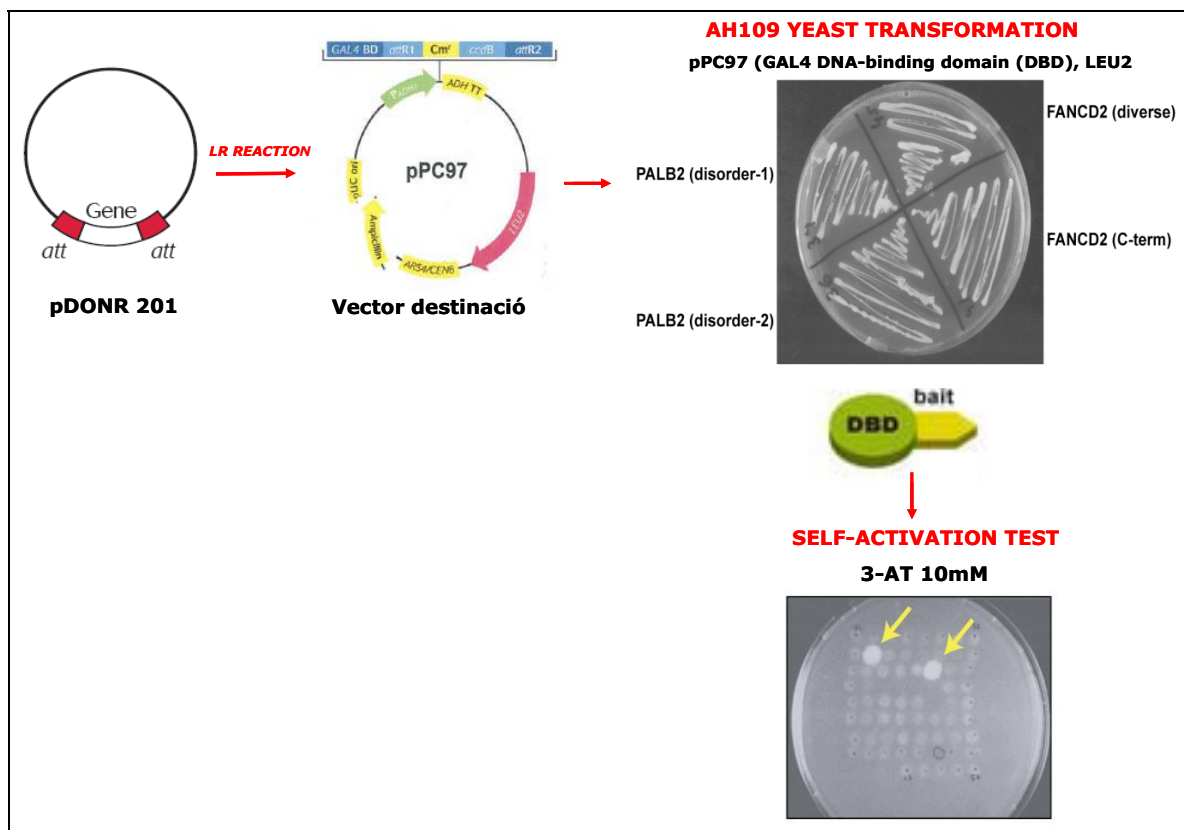 AH109 YEAST TRANSFORMATION
pPC97 (GAL4 DNA-binding domain (DBD), LEU2
GAL4 BD attR1 Cmʳ ccdB attR2
PADH1
ADH TT
pUC ori
pPC97
LEU2
Ampicillin
ARS4/CEN6
LR REACTION
Gene
att att
pDONR 201
Vector destinació
FANCD2 (diverse)
PALB2 (disorder-1)
FANCD2 (C-term)
PALB2 (disorder-2)
bait
DBD
SELF-ACTIVATION TEST
3-AT 10mM